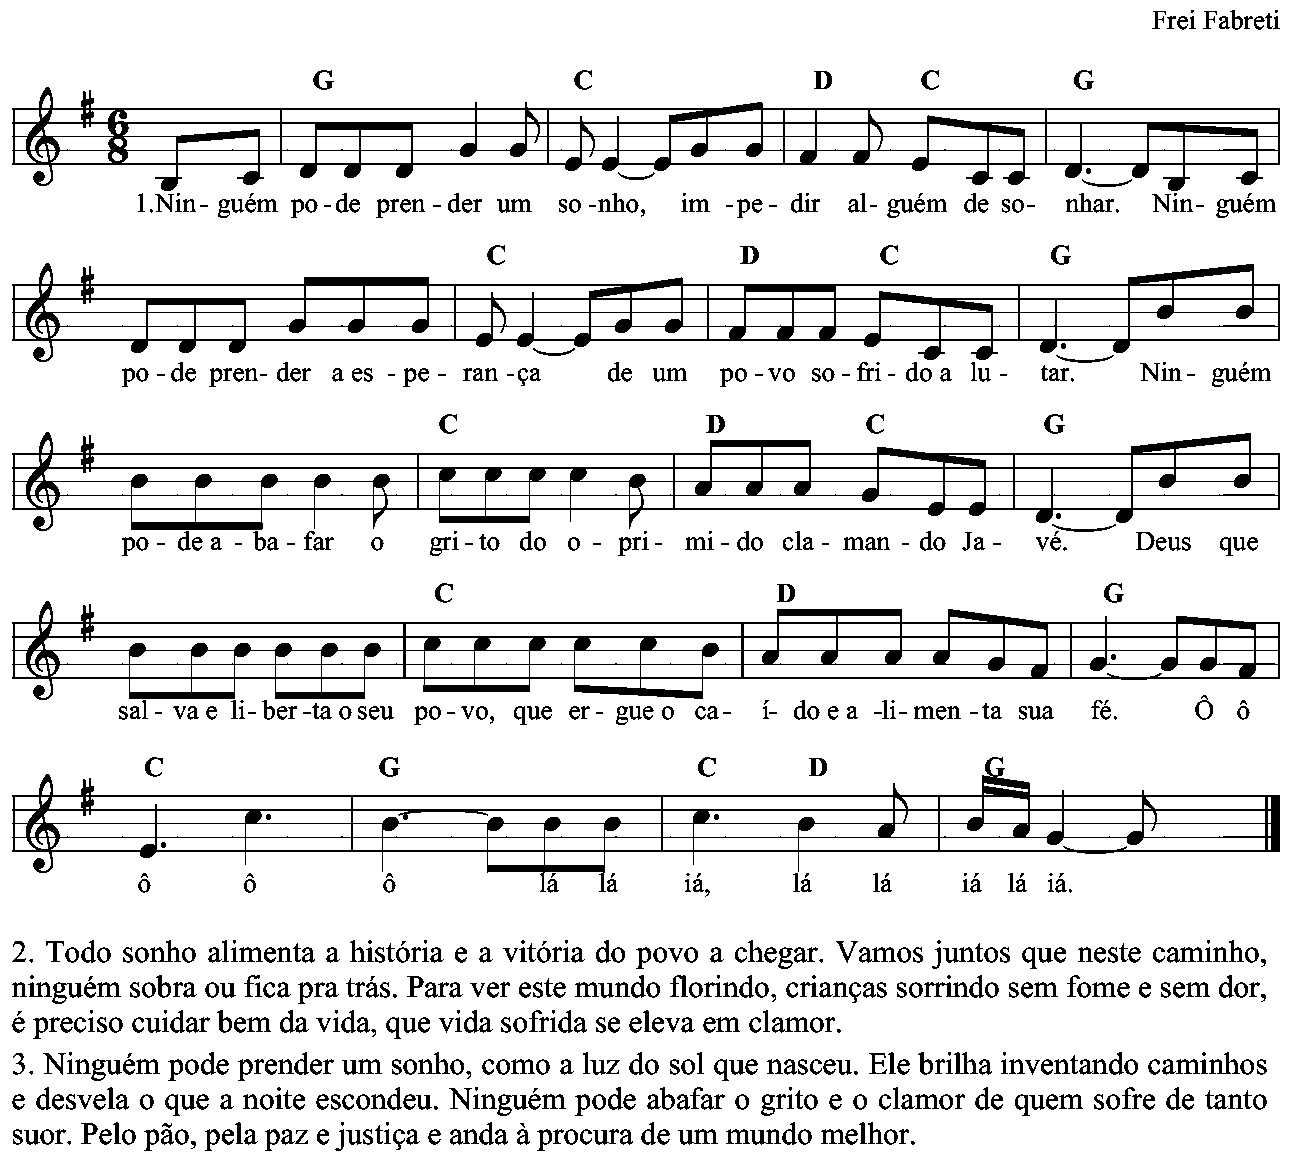 Frei Fabreti
G C D C G
6
8
1.Nin- guém po-de pren-der um so-nho, im-pe-dir al-guém de so-nhar. Nin-guém
C D C G
po-de pren-der a es-pe-ran-ça de um po-vo so-fri-do a lu-tar. Nin-guém
C D C G
po-de a-ba-far o gri-to do o-pri-mi-do cla-man-do Ja-vé. Deus que
C D G
sal-va e li-ber-ta o seu po-vo, que er-gue o ca-í-do e a -li-men-ta sua fé. Ô ô
C G C D G
ô ô ô lá lá iá, lá lá iá lá iá.
2. Todo sonho alimenta a história e a vitória do povo a chegar. Vamos juntos que neste caminho,
ninguém sobra ou fica pra trás. Para ver este mundo florindo, crianças sorrindo sem fome e sem dor,
é preciso cuidar bem da vida, que vida sofrida se eleva em clamor.
3. Ninguém pode prender um sonho, como a luz do sol que nasceu. Ele brilha inventando caminhos
e desvela o que a noite escondeu. Ninguém pode abafar o grito e o clamor de quem sofre de tanto
suor. Pelo pão, pela paz e justiça e anda à procura de um mundo melhor.